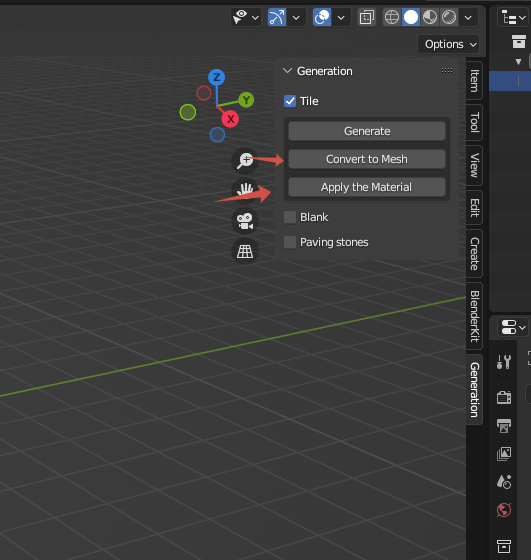 Options
Generation
Z
Y
X
Tile
Generate
Convert to Mesh
Apply the Material
Blank
Paving stones
Item
Tool
View
Edit
Create
BlenderKit
Generation